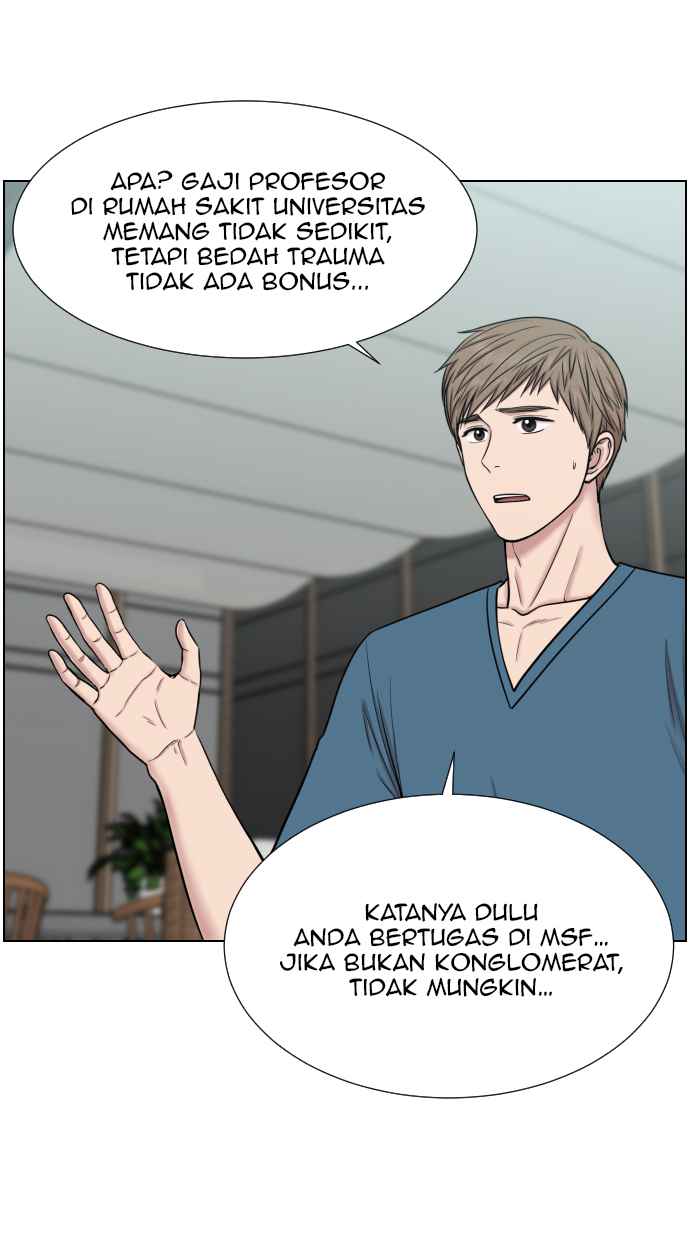 APA? GAJI PROFESOR
DI RUMAH SAKIT UNIVERSITAS
MEMANG TIDAK SEDIKIT,
TETAPI BEDAH TRAUMA
TIDAK ADA BONUS...
KATANYA DULU
ANDA BERTUGAS DI MSF...
JIKA BUKAN KONGLOMERAT,
TIDAK MUNGKIN...